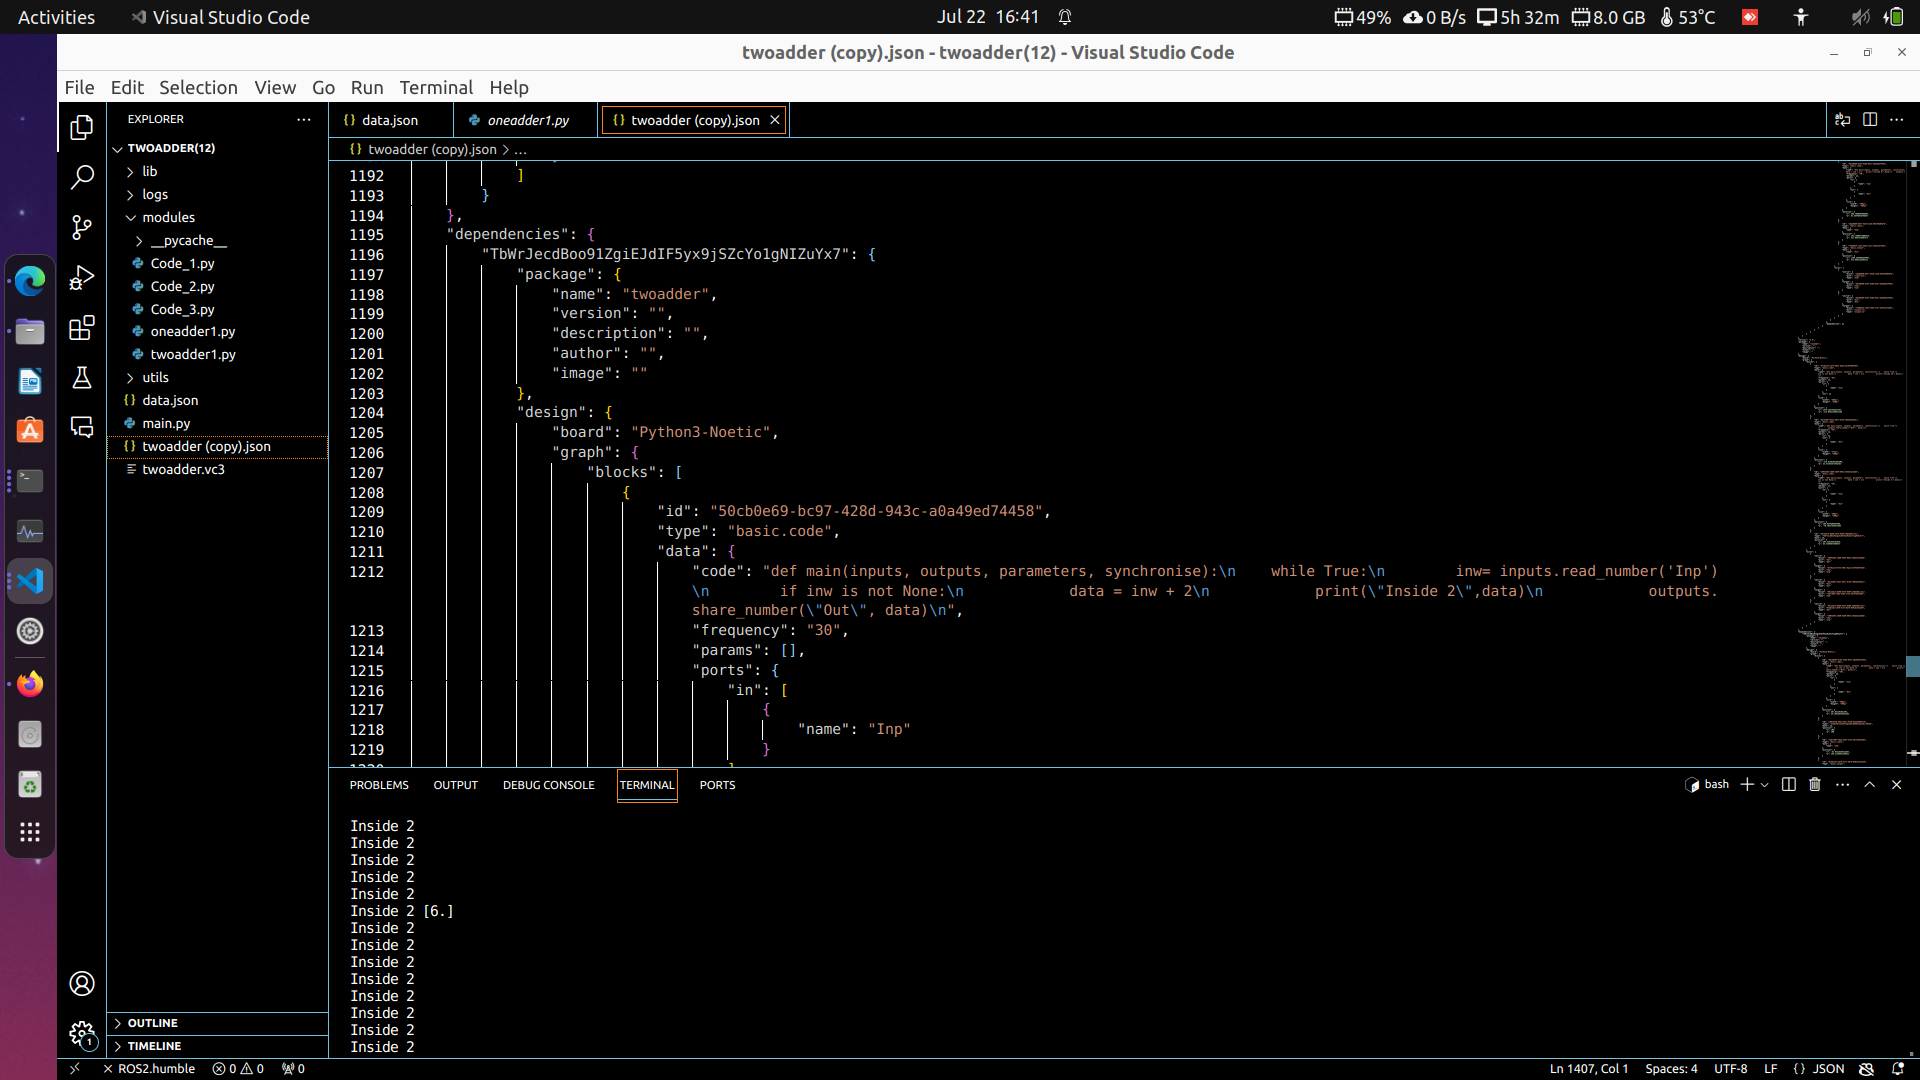 Activities
Visual Studio Code
Jul 22 16:41
49%
0 B/s
5h 32m
8.0 GB
53°C
twoadder (copy).json - twoadder(12) - Visual Studio Code
File Edit Selection View Go Run Terminal Help
EXPLORER
TWOADDER(12)
lib
logs
modules
__pycache__
Code_1.py
Code_2.py
Code_3.py
oneadder1.py
twoadder1.py
utils
{} data.json
main.py
{} twoadder (copy).json
twoadder.vc3
OUTLINE
TIMELINE
{} data.json
oneadder1.py
{} twoadder (copy).json
{} twoadder (copy).json > ...
1192 ]
1193 }
1194 },
1195 "dependencies": {
1196 "TbWrJecdBoo91ZgiEJdIF5yx9jSZcYo1gNIZuYx7": {
1197 "package": {
1198 "name": "twoadder",
1199 "version": "",
1200 "description": "",
1201 "author": "",
1202 "image": ""
1203 },
1204 "design": {
1205 "board": "Python3-Noetic",
1206 "graph": {
1207 "blocks": [
1208 {
1209 "id": "50cb0e69-bc97-428d-943c-a0a49ed74458",
1210 "type": "basic.code",
1211 "data": {
1212 "code": "def main(inputs, outputs, parameters, synchronise):\n    while True:\n        inw= inputs.read_number('Inp')
\n        if inw is not None:\n            data = inw + 2\n            print(\"Inside 2\",data)\n            outputs.
share_number(\"Out\", data)\n",
1213 "frequency": "30",
1214 "params": [],
1215 "ports": {
1216 "in": [
1217 {
1218 "name": "Inp"
1219 }
PROBLEMS OUTPUT DEBUG CONSOLE TERMINAL PORTS
bash
Inside 2
Inside 2
Inside 2
Inside 2
Inside 2
Inside 2 [6.]
Inside 2
Inside 2
Inside 2
Inside 2
Inside 2
Inside 2
Inside 2
Inside 2
1
ROS2.humble
0
0
0
Ln 1407, Col 1
Spaces: 4
UTF-8
LF
{} JSON